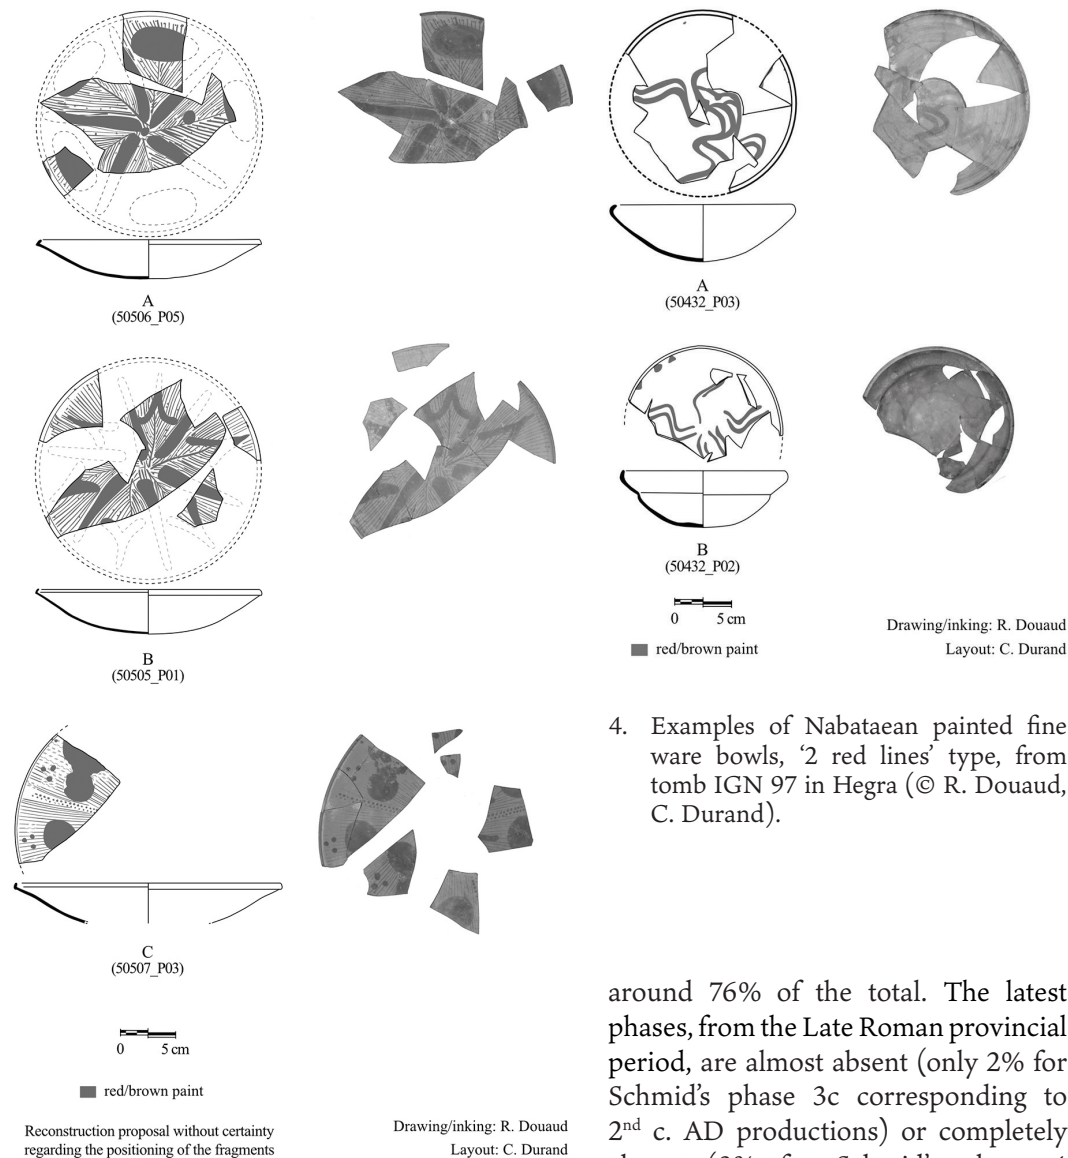 A
(50506_P05)
B
(50505_P01)
C
(50507_P03)
0 5 cm
red/brown paint
Reconstruction proposal without certainty
regarding the positioning of the fragments
Drawing/inking: R. Douaud
Layout: C. Durand
A
(50432_P03)
B
(50432_P02)
0 5 cm
red/brown paint
Drawing/inking: R. Douaud
Layout: C. Durand
4. Examples of Nabataean painted fine
ware bowls, ‘2 red lines’ type, from
tomb IGN 97 in Hegra (© R. Douaud,
C. Durand).
around 76% of the total. The latest
phases, from the Late Roman provincial
period, are almost absent (only 2% for
Schmid’s phase 3c corresponding to
2nd c. AD productions) or completely